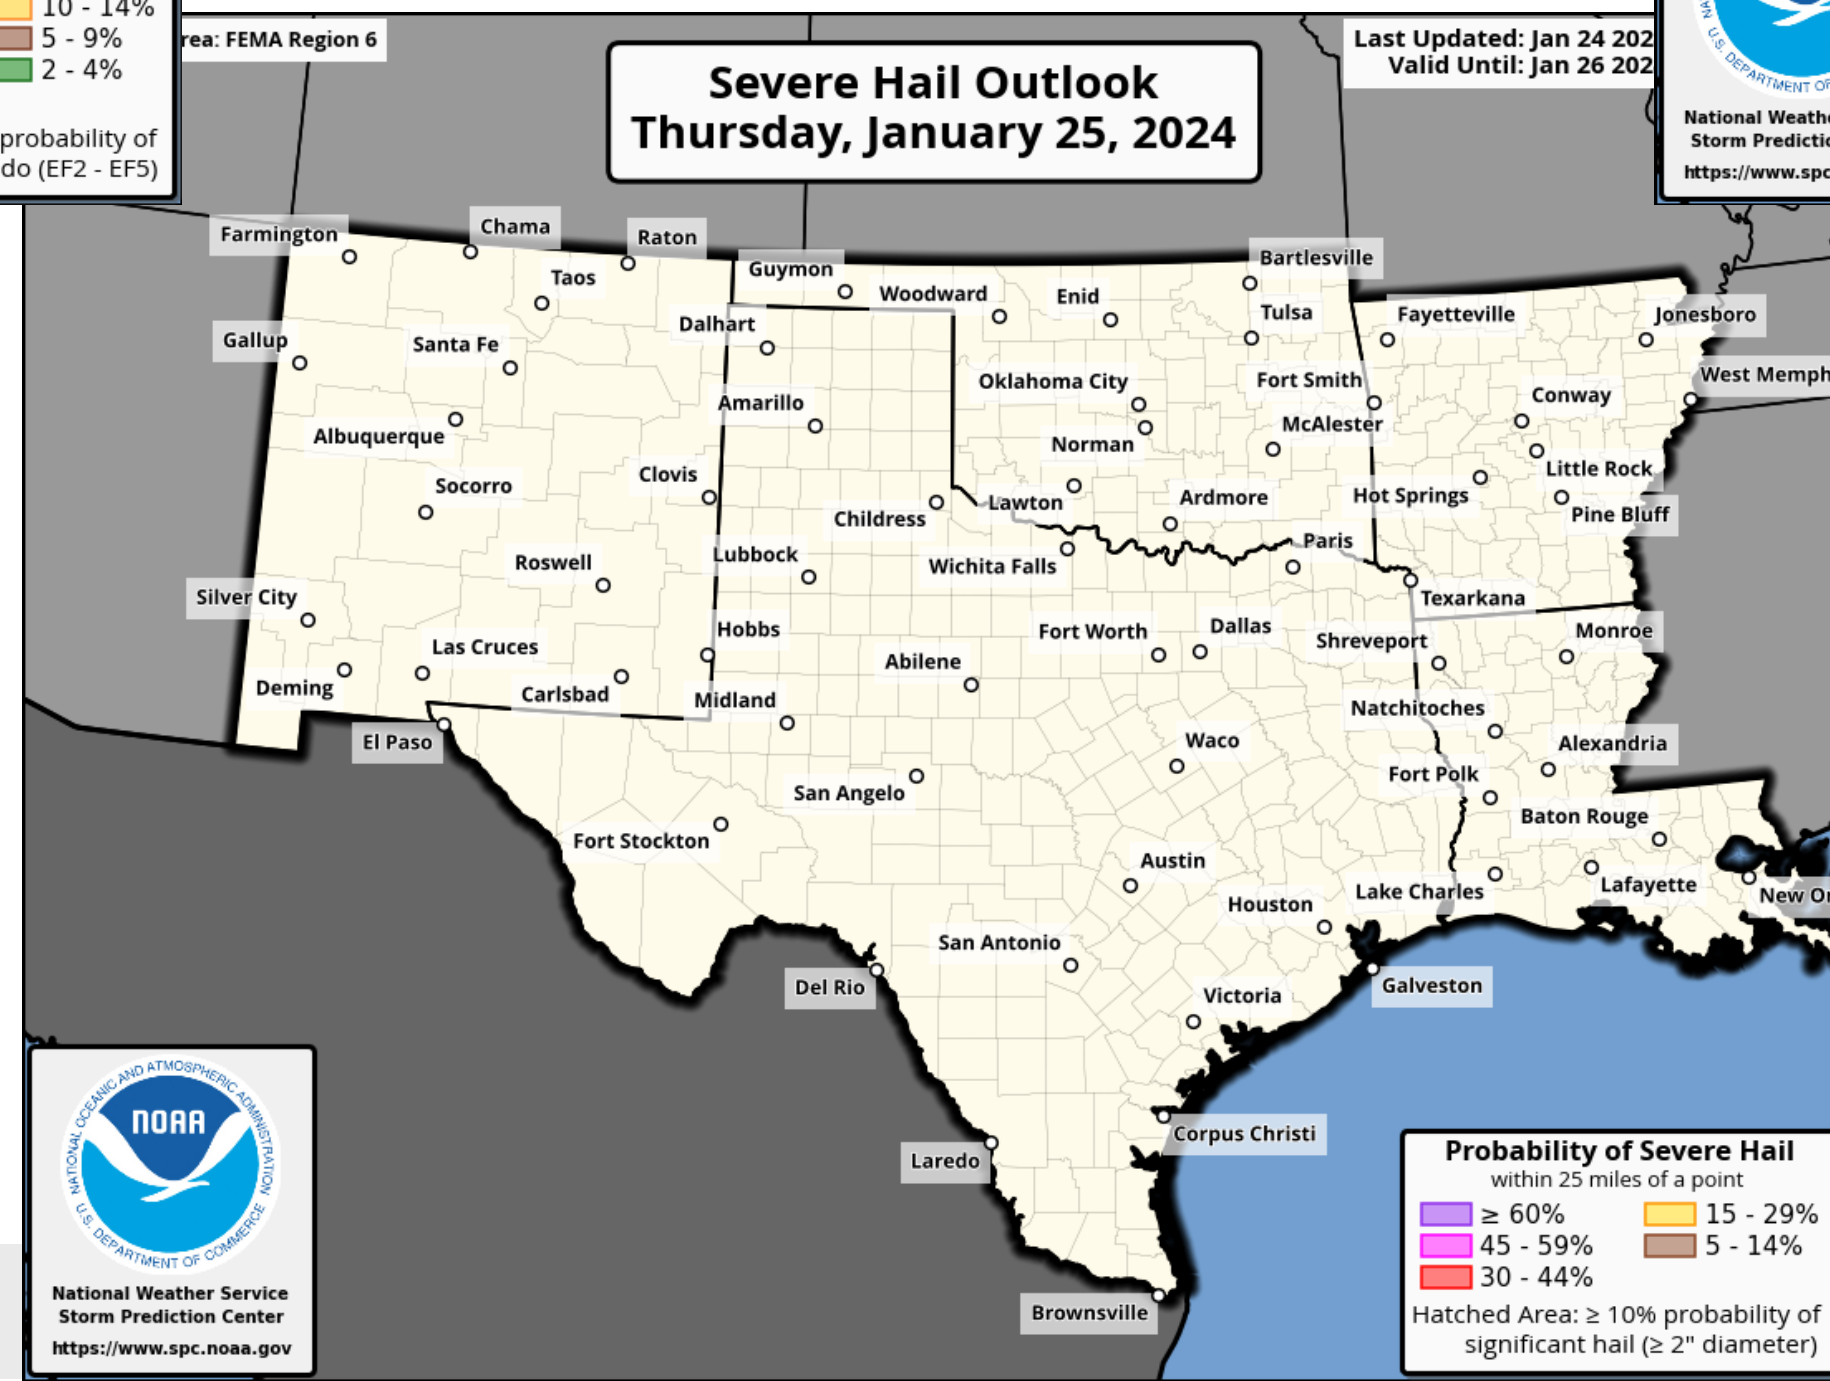 10 - 14%
5 - 9%
2 - 4%
probability of
do (EF2 - EF5)
rea: FEMA Region 6
Severe Hail Outlook
Thursday, January 25, 2024
Last Updated: Jan 24 202
Valid Until: Jan 26 202
U.S. DEPARTMENT OF
National Weathe
Storm Predictio
https://www.spc
Farmington
Chama
Raton
Taos
Guymon
Woodward
Enid
Bartlesville
Tulsa
Fayetteville
Jonesboro
Gallup
Santa Fe
Dalhart
Oklahoma City
Fort Smith
West Memph
Albuquerque
Amarillo
Norman
McAlester
Conway
Little Rock
Socorro
Clovis
Childress
Lawton
Ardmore
Hot Springs
Pine Bluff
Roswell
Lubbock
Wichita Falls
Paris
Texarkana
Silver City
Las Cruces
Hobbs
Abilene
Fort Worth
Dallas
Shreveport
Monroe
Deming
Carlsbad
Midland
Natchitoches
El Paso
Waco
Alexandria
San Angelo
Fort Polk
Fort Stockton
Baton Rouge
Austin
Houston
Lake Charles
Lafayette
New Or
San Antonio
Del Rio
Victoria
Galveston
Corpus Christi
Laredo
Brownsville
NATIONAL OCEANIC AND ATMOSPHERIC ADMINISTRATION
NOAA
U.S. DEPARTMENT OF COMMERCE
National Weather Service
Storm Prediction Center
https://www.spc.noaa.gov
Probability of Severe Hail
within 25 miles of a point
≥ 60%
15 - 29%
45 - 59%
5 - 14%
30 - 44%
Hatched Area: ≥ 10% probability of
significant hail (≥ 2" diameter)